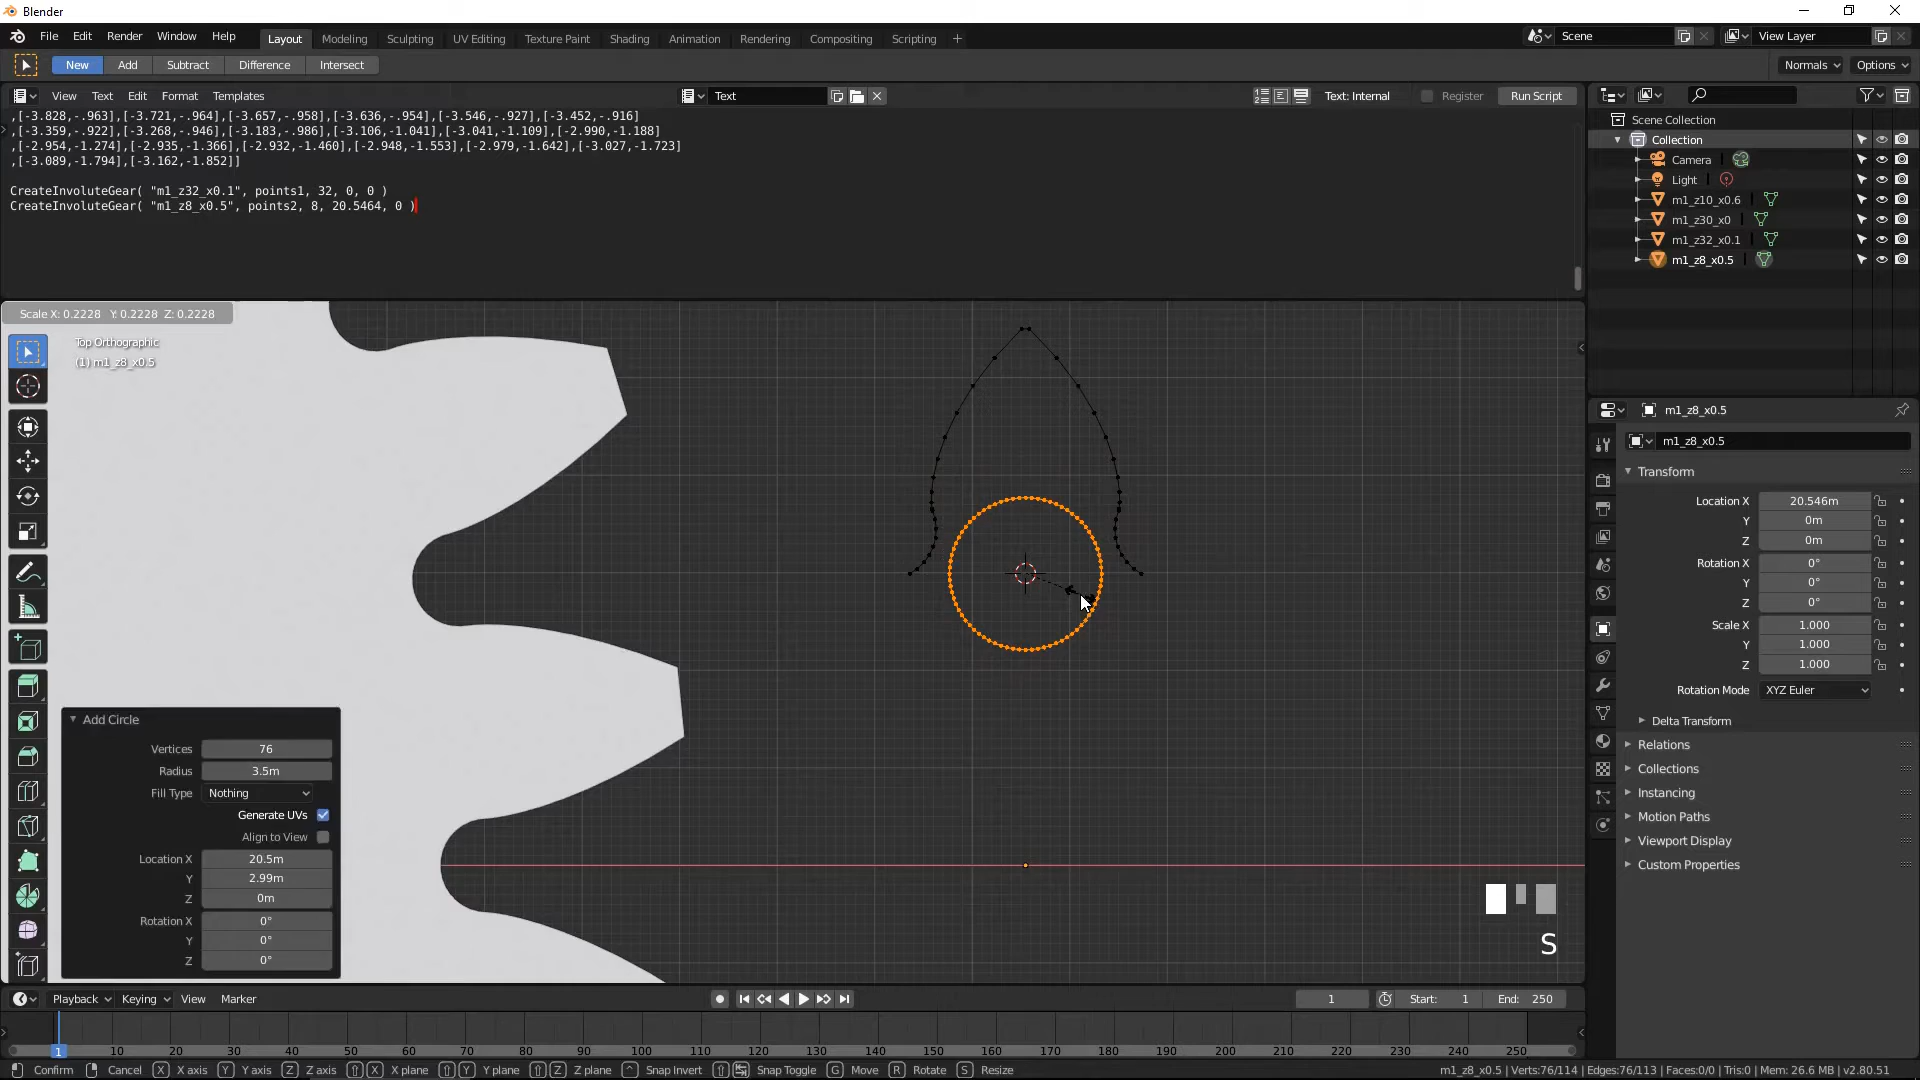 Blender
File Edit Render Window Help Layout Modeling Sculpting UV Editing Texture Paint Shading Animation Rendering Compositing Scripting + Scene View Layer
New Add Subtract Difference Intersect Normals Options
View Text Edit Format Templates Text Text: Internal Register Run Script
,[-3.828,-.963],[-3.721,-.964],[-3.657,-.958],[-3.636,-.954],[-3.546,-.927],[-3.452,-.916]
,[-3.359,-.922],[-3.268,-.946],[-3.183,-.986],[-3.106,-1.041],[-3.041,-1.109],[-2.990,-1.188]
,[-2.954,-1.274],[-2.935,-1.366],[-2.932,-1.460],[-2.948,-1.553],[-2.979,-1.642],[-3.027,-1.723]
,[-3.089,-1.794],[-3.162,-1.852]]
CreateInvoluteGear( "m1_z32_x0.1", points1, 32, 0, 0 )
CreateInvoluteGear( "m1_z8_x0.5", points2, 8, 20.5464, 0 )
Scene Collection
Collection
Camera
Light
m1_z10_x0.6
m1_z30_x0
m1_z32_x0.1
m1_z8_x0.5
Scale X: 0.2228 Y: 0.2228 Z: 0.2228
Top Orthographic
(1) m1_z8_x0.5
m1_z8_x0.5
m1_z8_x0.5
Transform
Location X 20.546m
Y 0m
Z 0m
Rotation X 0°
Y 0°
Z 0°
Scale X 1.000
Y 1.000
Z 1.000
Rotation Mode XYZ Euler
Delta Transform
Relations
Collections
Instancing
Motion Paths
Viewport Display
Custom Properties
Add Circle
Vertices 76
Radius 3.5m
Fill Type Nothing
Generate UVs
Align to View
Location X 20.5m
Y 2.99m
Z 0m
Rotation X 0°
Y 0°
Z 0°
S
Playback Keying View Marker 1 Start: 1 End: 250
1 10 20 30 40 50 60 70 80 90 100 110 120 130 140 150 160 170 180 190 200 210 220 230 240 250
Confirm Cancel X X axis Y Y axis Z Z axis X X plane Y Y plane Z Z plane ^ Snap Invert Snap Toggle G Move R Rotate S Resize m1_z8_x0.5 | Verts:76/114 | Edges:76/113 | Faces:0/0 | Tris:0 | Mem: 26.6 MB | v2.80.51